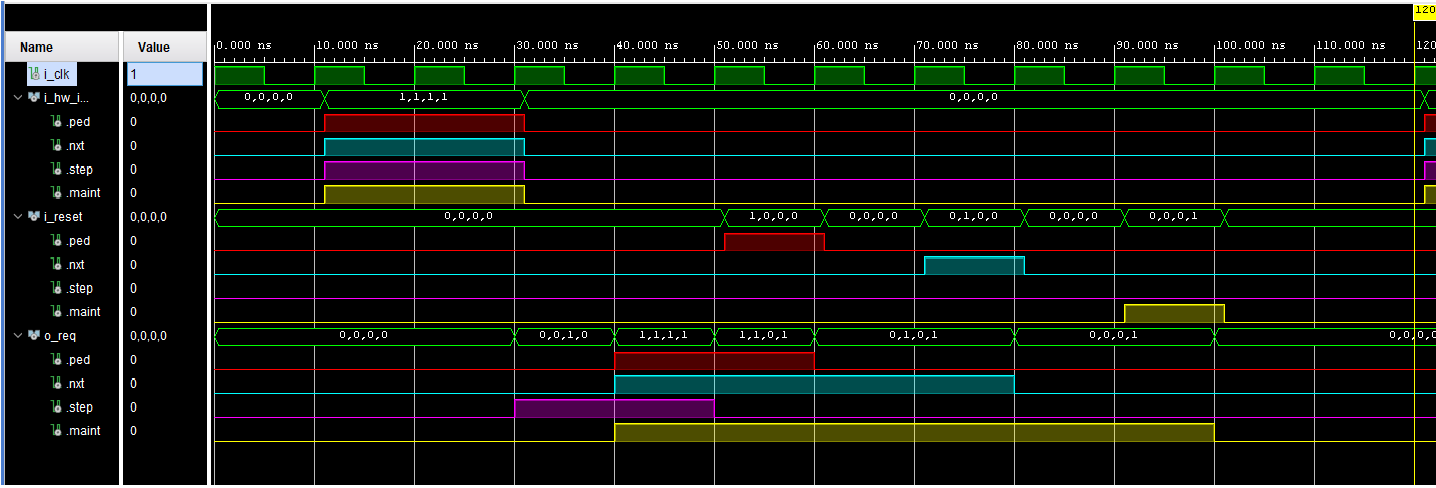 120
Name Value 0.000 ns 10.000 ns 20.000 ns 30.000 ns 40.000 ns 50.000 ns 60.000 ns 70.000 ns 80.000 ns 90.000 ns 100.000 ns 110.000 ns 120
i_clk 1
i_hw_i... 0,0,0,0 0,0,0,0 1,1,1,1 0,0,0,0
.ped 0
.nxt 0
.step 0
.maint 0
i_reset 0,0,0,0 0,0,0,0 1,0,0,0 0,0,0,0 0,1,0,0 0,0,0,0 0,0,0,1
.ped 0
.nxt 0
.step 0
.maint 0
o_req 0,0,0,0 0,0,0,0 0,0,1,0 1,1,1,1 1,1,0,1 0,1,0,1 0,0,0,1 0,0,0,0
.ped 0
.nxt 0
.step 0
.maint 0